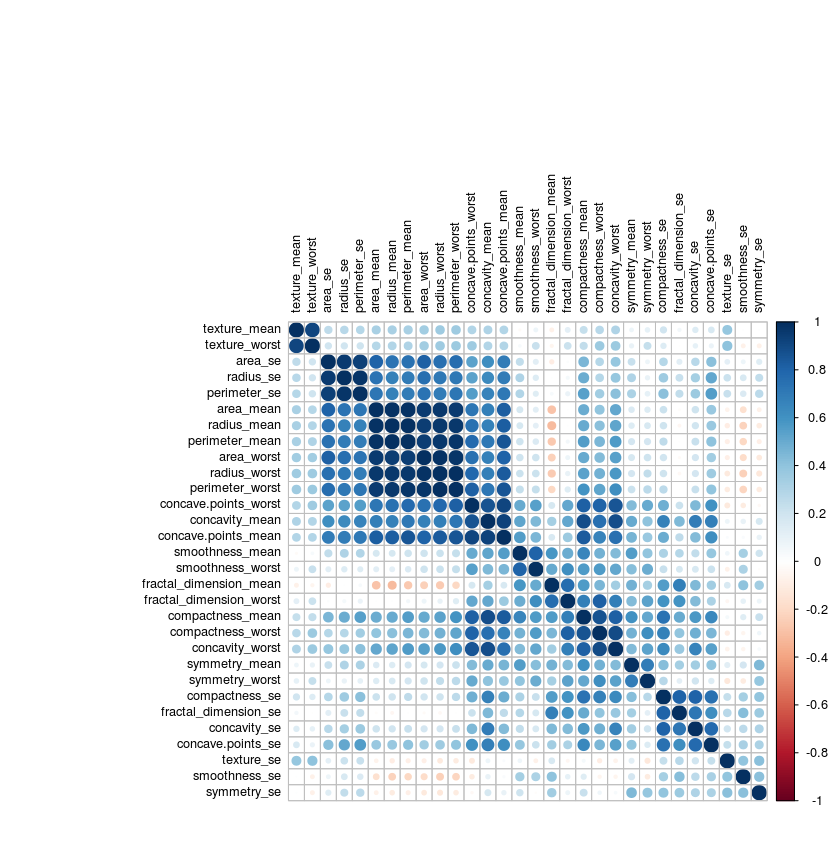 texture_mean
texture_worst
area_se
radius_se
perimeter_se
area_mean
radius_mean
perimeter_mean
area_worst
radius_worst
perimeter_worst
concave.points_worst
concavity_mean
concave.points_mean
smoothness_mean
smoothness_worst
fractal_dimension_mean
fractal_dimension_worst
compactness_mean
compactness_worst
concavity_worst
symmetry_mean
symmetry_worst
compactness_se
fractal_dimension_se
concavity_se
concave.points_se
texture_se
smoothness_se
symmetry_se
texture_mean
texture_worst
area_se
radius_se
perimeter_se
area_mean
radius_mean
perimeter_mean
area_worst
radius_worst
perimeter_worst
concave.points_worst
concavity_mean
concave.points_mean
smoothness_mean
smoothness_worst
fractal_dimension_mean
fractal_dimension_worst
compactness_mean
compactness_worst
concavity_worst
symmetry_mean
symmetry_worst
compactness_se
fractal_dimension_se
concavity_se
concave.points_se
texture_se
smoothness_se
symmetry_se
1
0.8
0.6
0.4
0.2
0
-0.2
-0.4
-0.6
-0.8
-1